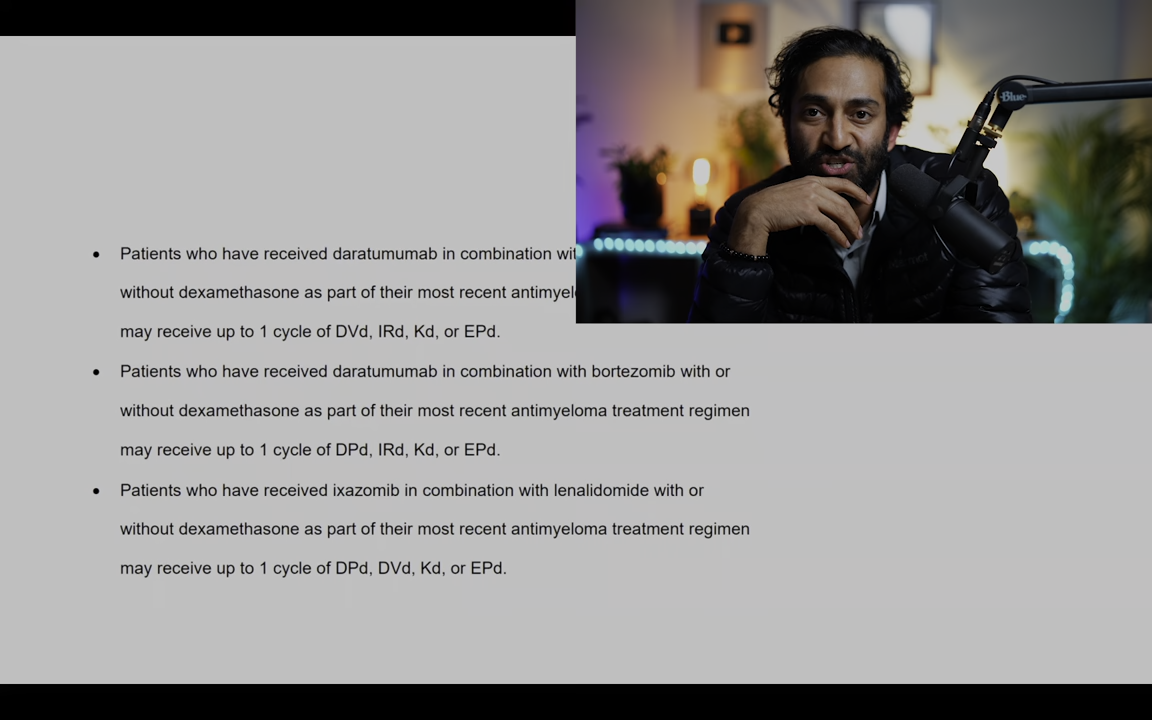 • Patients who have received daratumumab in combination
without dexamethasone as part of their most recent
may receive up to 1 cycle of DVd, IRd, Kd, or EPd.
• Patients who have received daratumumab in combination with bortezomib with or
without dexamethasone as part of their most recent antimyeloma treatment regimen
may receive up to 1 cycle of DPd, IRd, Kd, or EPd.
• Patients who have received ixazomib in combination with lenalidomide with or
without dexamethasone as part of their most recent antimyeloma treatment regimen
may receive up to 1 cycle of DPd, DVd, Kd, or EPd.
Blue